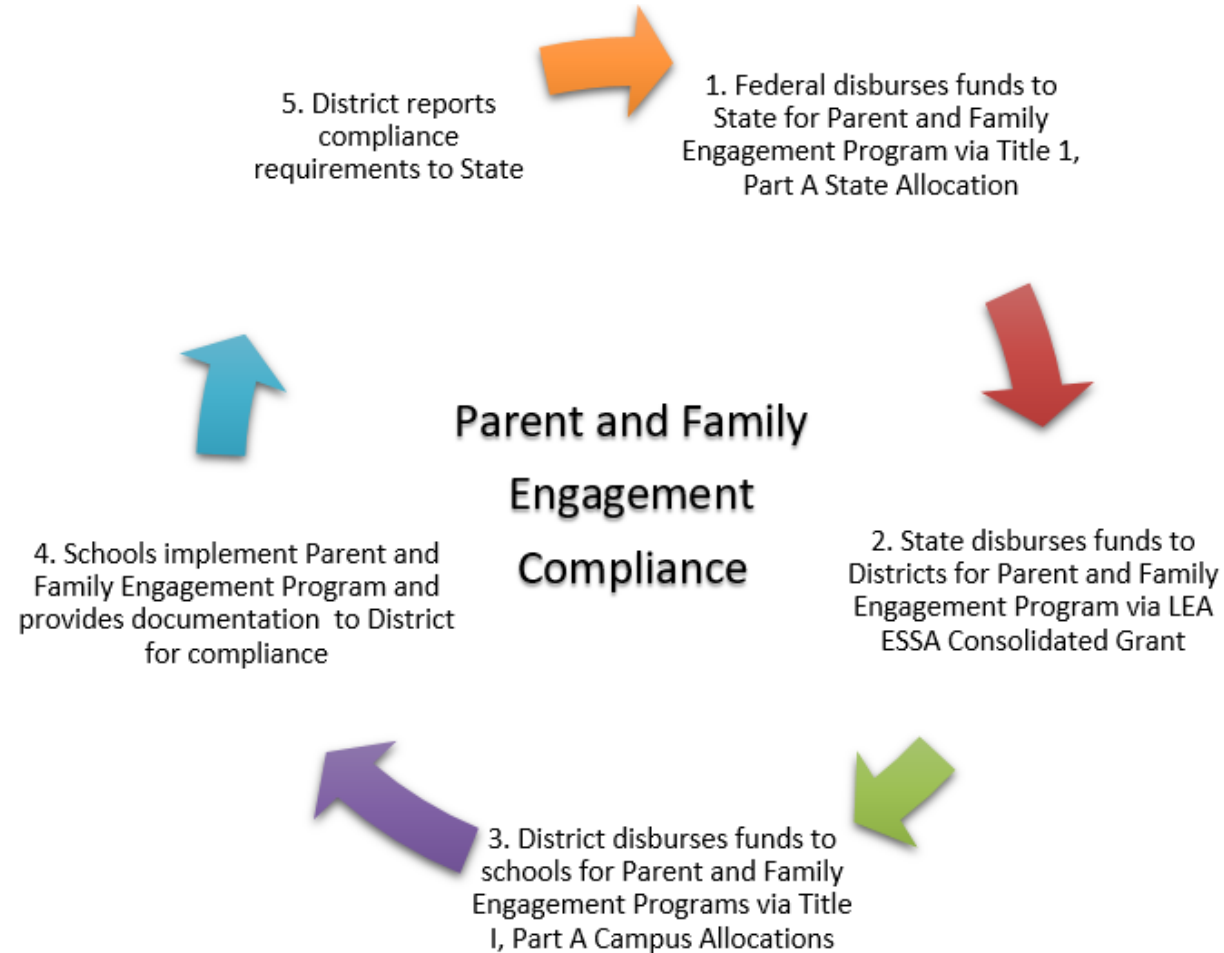 1. Federal disburses funds to
State for Parent and Family
Engagement Program via Title 1,
Part A State Allocation
2. State disburses funds to
Districts for Parent and Family
Engagement Program via LEA
ESSA Consolidated Grant
3. District disburses funds to
schools for Parent and Family
Engagement Programs via Title
I, Part A Campus Allocations
4. Schools implement Parent and
Family Engagement Program and
provides documentation to District
for compliance
5. District reports
compliance
requirements to State
Parent and Family
Engagement
Compliance